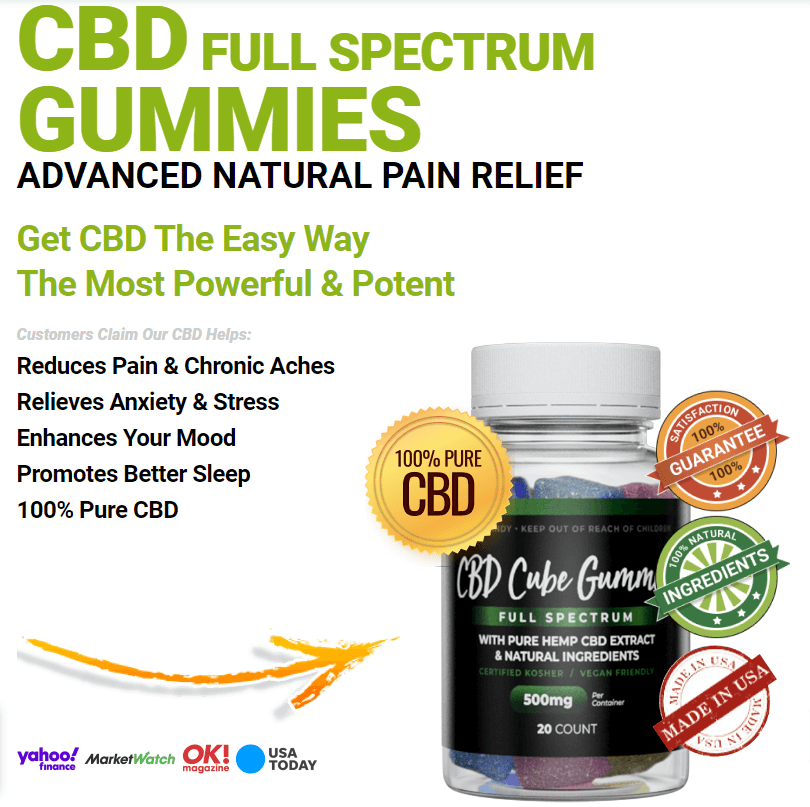 CBD FULL SPECTRUM
GUMMIES
ADVANCED NATURAL PAIN RELIEF
Get CBD The Easy Way
The Most Powerful & Potent
Customers Claim Our CBD Helps:
Reduces Pain & Chronic Aches
Relieves Anxiety & Stress
Enhances Your Mood
Promotes Better Sleep
100% Pure CBD
100% PURE
CBD
KEEP OUT OF REACH OF
CBD Cube
FULL SPECTRUM
WITH PURE HEMP CBD EXTRACT
& NATURAL INGREDIENTS
CERTIFIED KOSHER / VEGAN FRIENDLY
500mg Per
Container
20 COUNT
SATISFACTION
100%
GUARANTEE
100%
100% NATURAL
INGREDIENTS
MADE IN USA
MADE IN USA
MADE IN USA
MADE IN USA
yahoo!
finance
MarketWatch
OK!
magazine
USA
TODAY